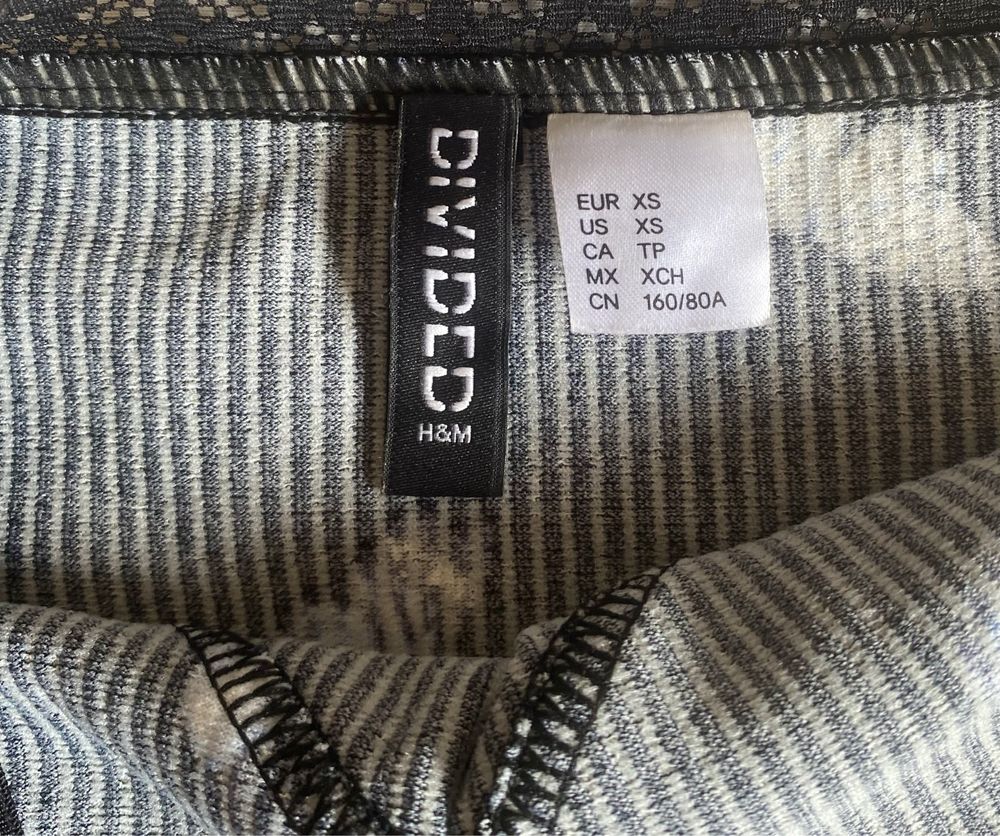 DIVIDED
H&M
EUR XS
US XS
CA TP
MX XCH
CN 160/80A